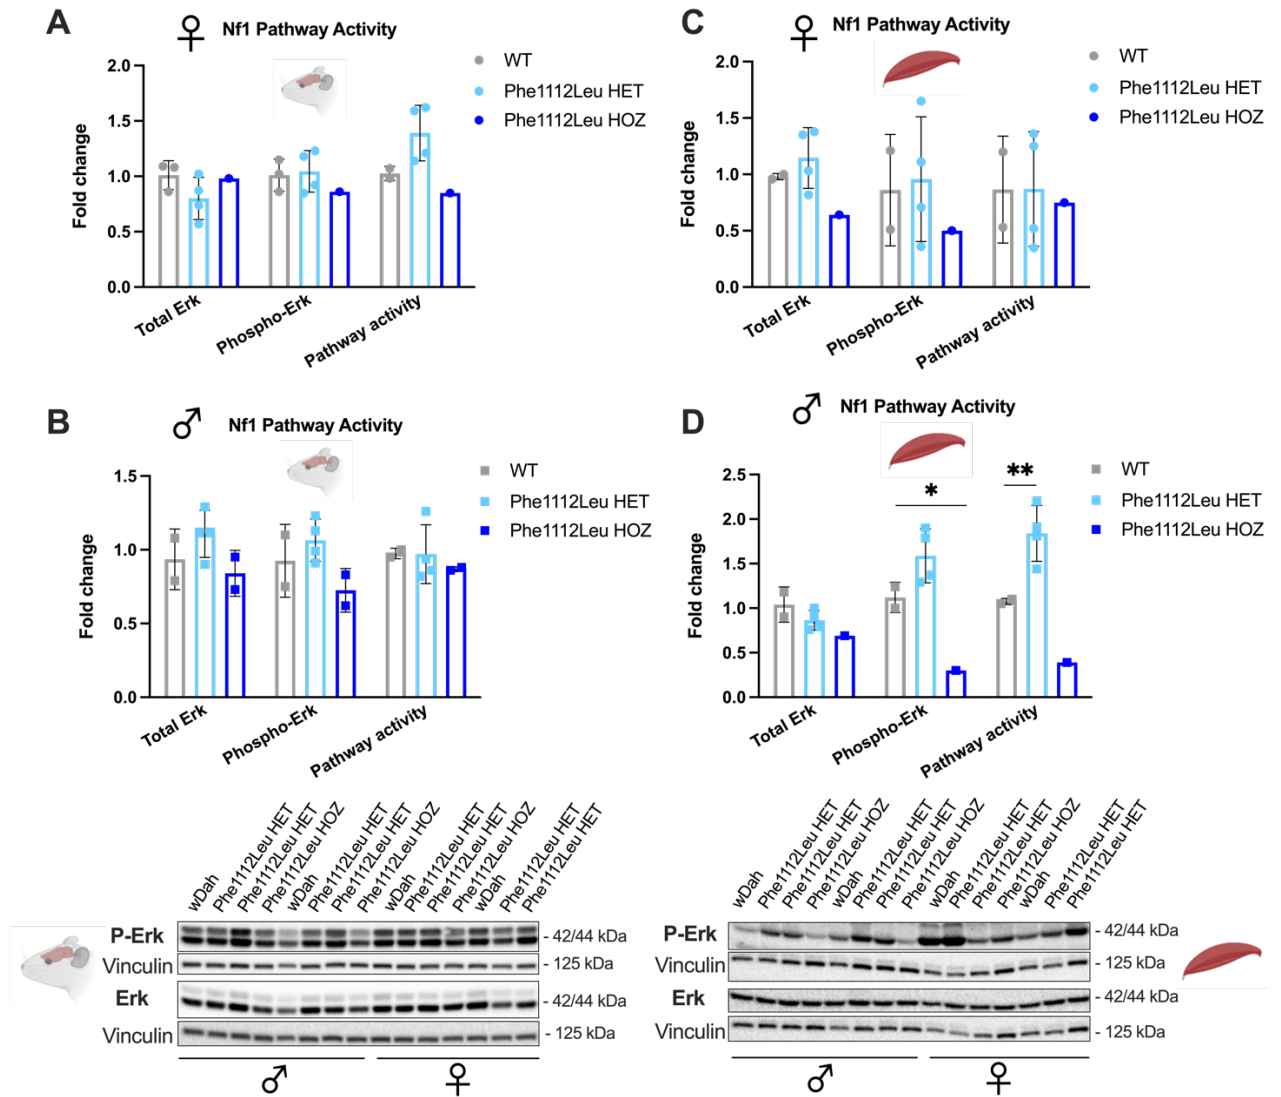 A
♀ Nf1 Pathway Activity
WT
Phe1112Leu HET
Phe1112Leu HOZ
Fold change
2.0
1.5
1.0
0.5
0.0
Total Erk
Phospho-Erk
Pathway activity
C
♀ Nf1 Pathway Activity
WT
Phe1112Leu HET
Phe1112Leu HOZ
Fold change
2.0
1.5
1.0
0.5
0.0
Total Erk
Phospho-Erk
Pathway activity
B
♂ Nf1 Pathway Activity
WT
Phe1112Leu HET
Phe1112Leu HOZ
Fold change
1.5
1.0
0.5
0.0
Total Erk
Phospho-Erk
Pathway activity
D
♂ Nf1 Pathway Activity
WT
Phe1112Leu HET
Phe1112Leu HOZ
*
**
Fold change
2.5
2.0
1.5
1.0
0.5
0.0
Total Erk
Phospho-Erk
Pathway activity
wDah
Phe1112Leu HET
Phe1112Leu HET
Phe1112Leu HOZ
wDah
Phe1112Leu HET
Phe1112Leu HET
Phe1112Leu HOZ
wDah
Phe1112Leu HET
Phe1112Leu HET
Phe1112Leu HOZ
wDah
Phe1112Leu HET
Phe1112Leu HET
P-Erk - 42/44 kDa
Vinculin - 125 kDa
Erk - 42/44 kDa
Vinculin - 125 kDa
♂ ♀
wDah
Phe1112Leu HET
Phe1112Leu HET
Phe1112Leu HOZ
wDah
Phe1112Leu HET
Phe1112Leu HET
Phe1112Leu HOZ
wDah
Phe1112Leu HET
Phe1112Leu HET
Phe1112Leu HOZ
wDah
Phe1112Leu HET
Phe1112Leu HET
P-Erk - 42/44 kDa
Vinculin - 125 kDa
Erk - 42/44 kDa
Vinculin - 125 kDa
♂ ♀